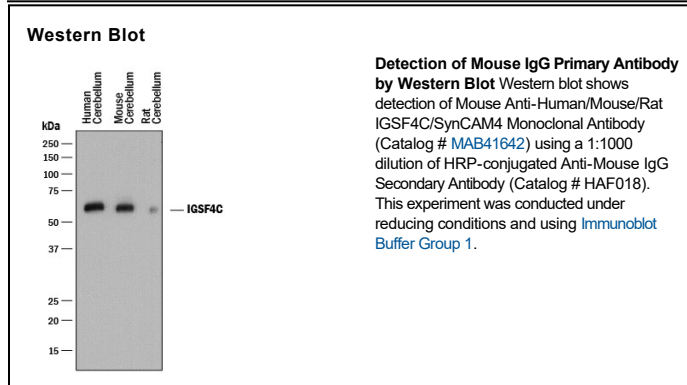 Western Blot
Human
Cerebellum
Mouse
Cerebellum
Rat
Cerebellum
kDa
250
150
100
75
50
37
25
20
15
IGSF4C
Detection of Mouse IgG Primary Antibody
by Western Blot Western blot shows
detection of Mouse Anti-Human/Mouse/Rat
IGSF4C/SynCAM4 Monoclonal Antibody
(Catalog # MAB41642) using a 1:1000
dilution of HRP-conjugated Anti-Mouse IgG
Secondary Antibody (Catalog # HAF018).
This experiment was conducted under
reducing conditions and using Immunoblot
Buffer Group 1.